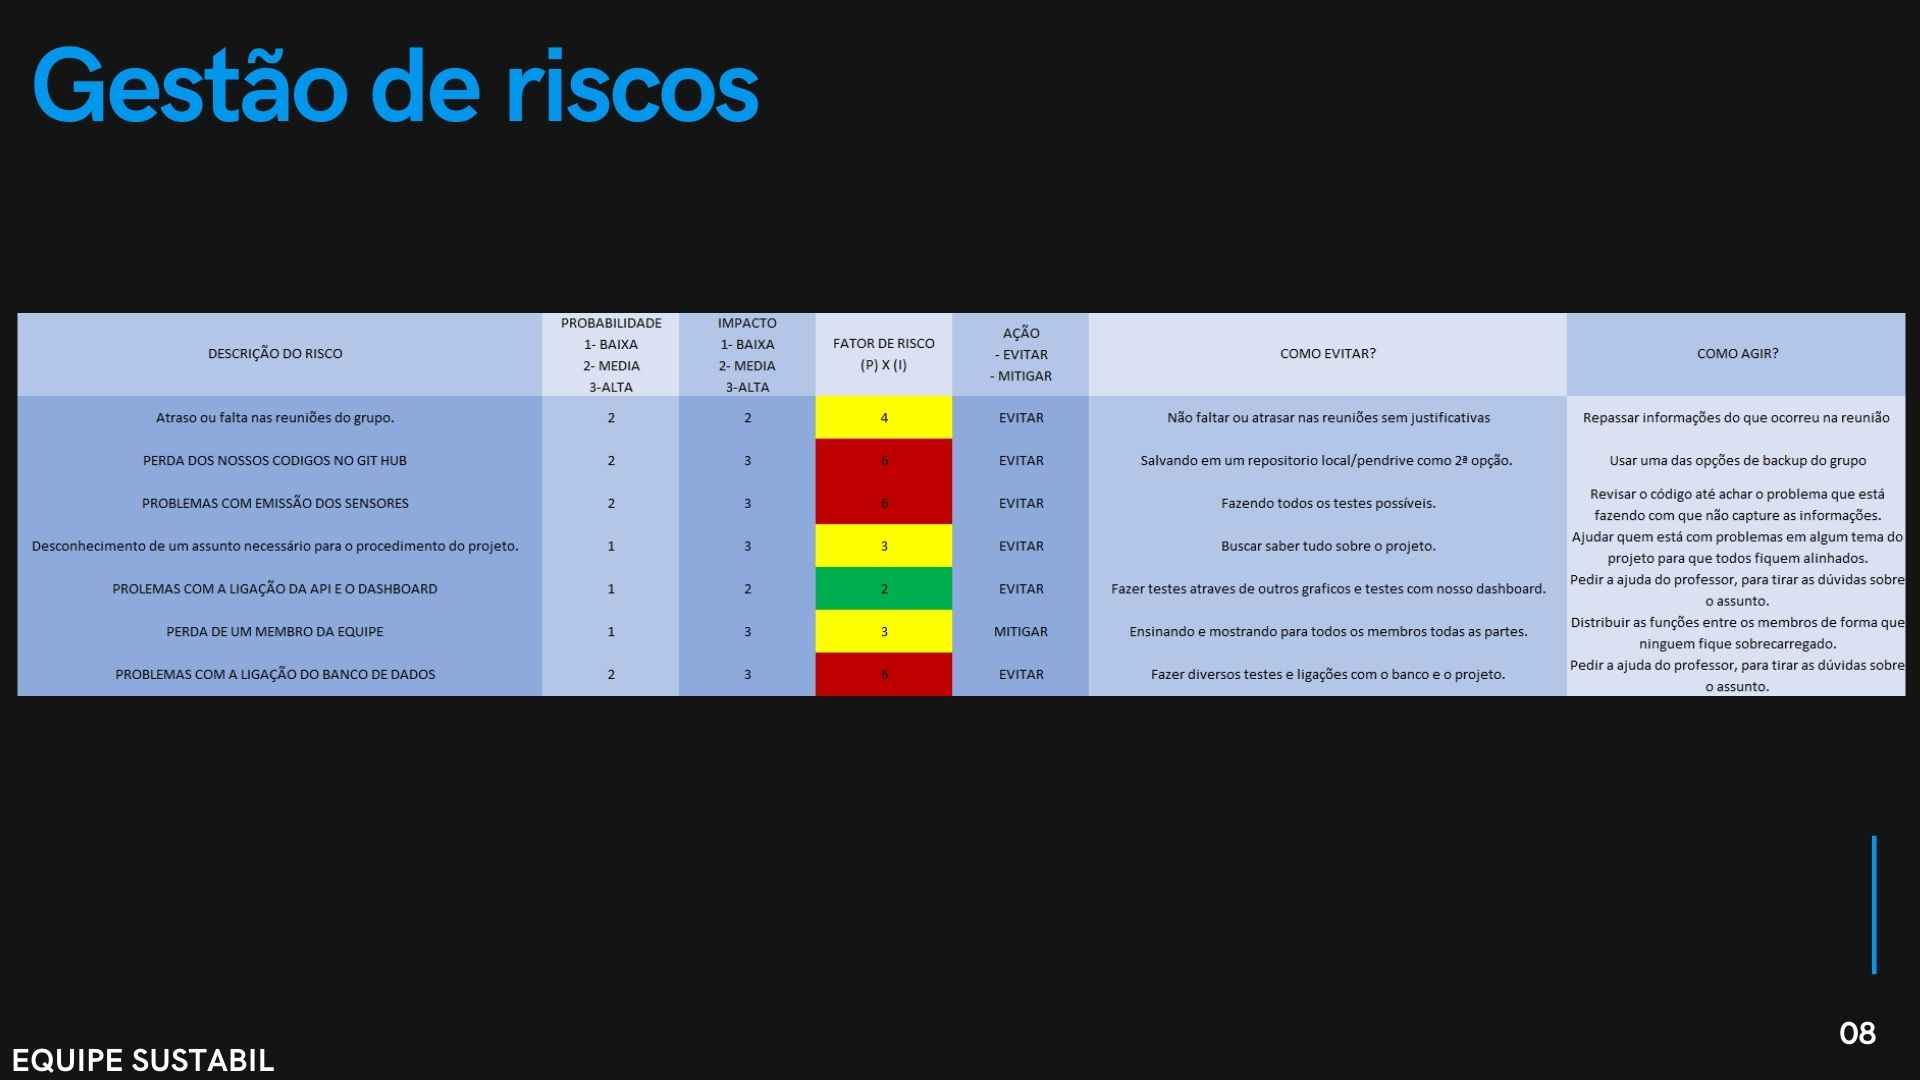 Gestão de riscos
DESCRIÇÃO DO RISCO
PROBABILIDADE
1- BAIXA
2- MEDIA
3-ALTA
IMPACTO
1- BAIXA
2- MEDIA
3-ALTA
FATOR DE RISCO
(P) X (I)
AÇÃO
- EVITAR
- MITIGAR
COMO EVITAR?
COMO AGIR?
Atraso ou falta nas reuniões do grupo.
2
2
4
EVITAR
Não faltar ou atrasar nas reuniões sem justificativas
Repassar informações do que ocorreu na reunião
PERDA DOS NOSSOS CODIGOS NO GIT HUB
2
3
6
EVITAR
Salvando em um repositorio local/pendrive como 2ª opção.
Usar uma das opções de backup do grupo
PROBLEMAS COM EMISSÃO DOS SENSORES
2
3
6
EVITAR
Fazendo todos os testes possíveis.
Revisar o código até achar o problema que está
fazendo com que não capture as informações.
Desconhecimento de um assunto necessário para o procedimento do projeto.
1
3
3
EVITAR
Buscar saber tudo sobre o projeto.
Ajudar quem está com problemas em algum tema do
projeto para que todos fiquem alinhados.
PROLEMAS COM A LIGAÇÃO DA API E O DASHBOARD
1
2
2
EVITAR
Fazer testes atraves de outros graficos e testes com nosso dashboard.
Pedir a ajuda do professor, para tirar as dúvidas sobre
o assunto.
PERDA DE UM MEMBRO DA EQUIPE
1
3
3
MITIGAR
Ensinando e mostrando para todos os membros todas as partes.
Distribuir as funções entre os membros de forma que
ninguem fique sobrecarregado.
PROBLEMAS COM A LIGAÇÃO DO BANCO DE DADOS
2
3
6
EVITAR
Fazer diversos testes e ligações com o banco e o projeto.
Pedir a ajuda do professor, para tirar as dúvidas sobre
o assunto.
08
EQUIPE SUSTABIL